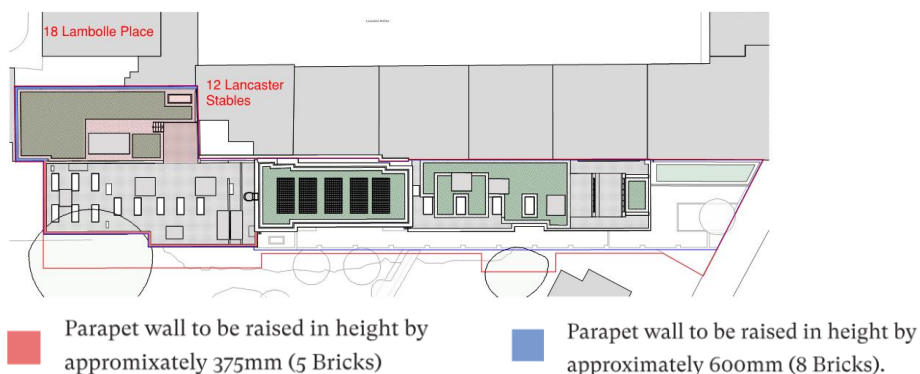 18 Lambolle Place
12 Lancaster
Stables
Parapet wall to be raised in height by
appromixately 375mm (5 Bricks)
Parapet wall to be raised in height by
approximately 600mm (8 Bricks).